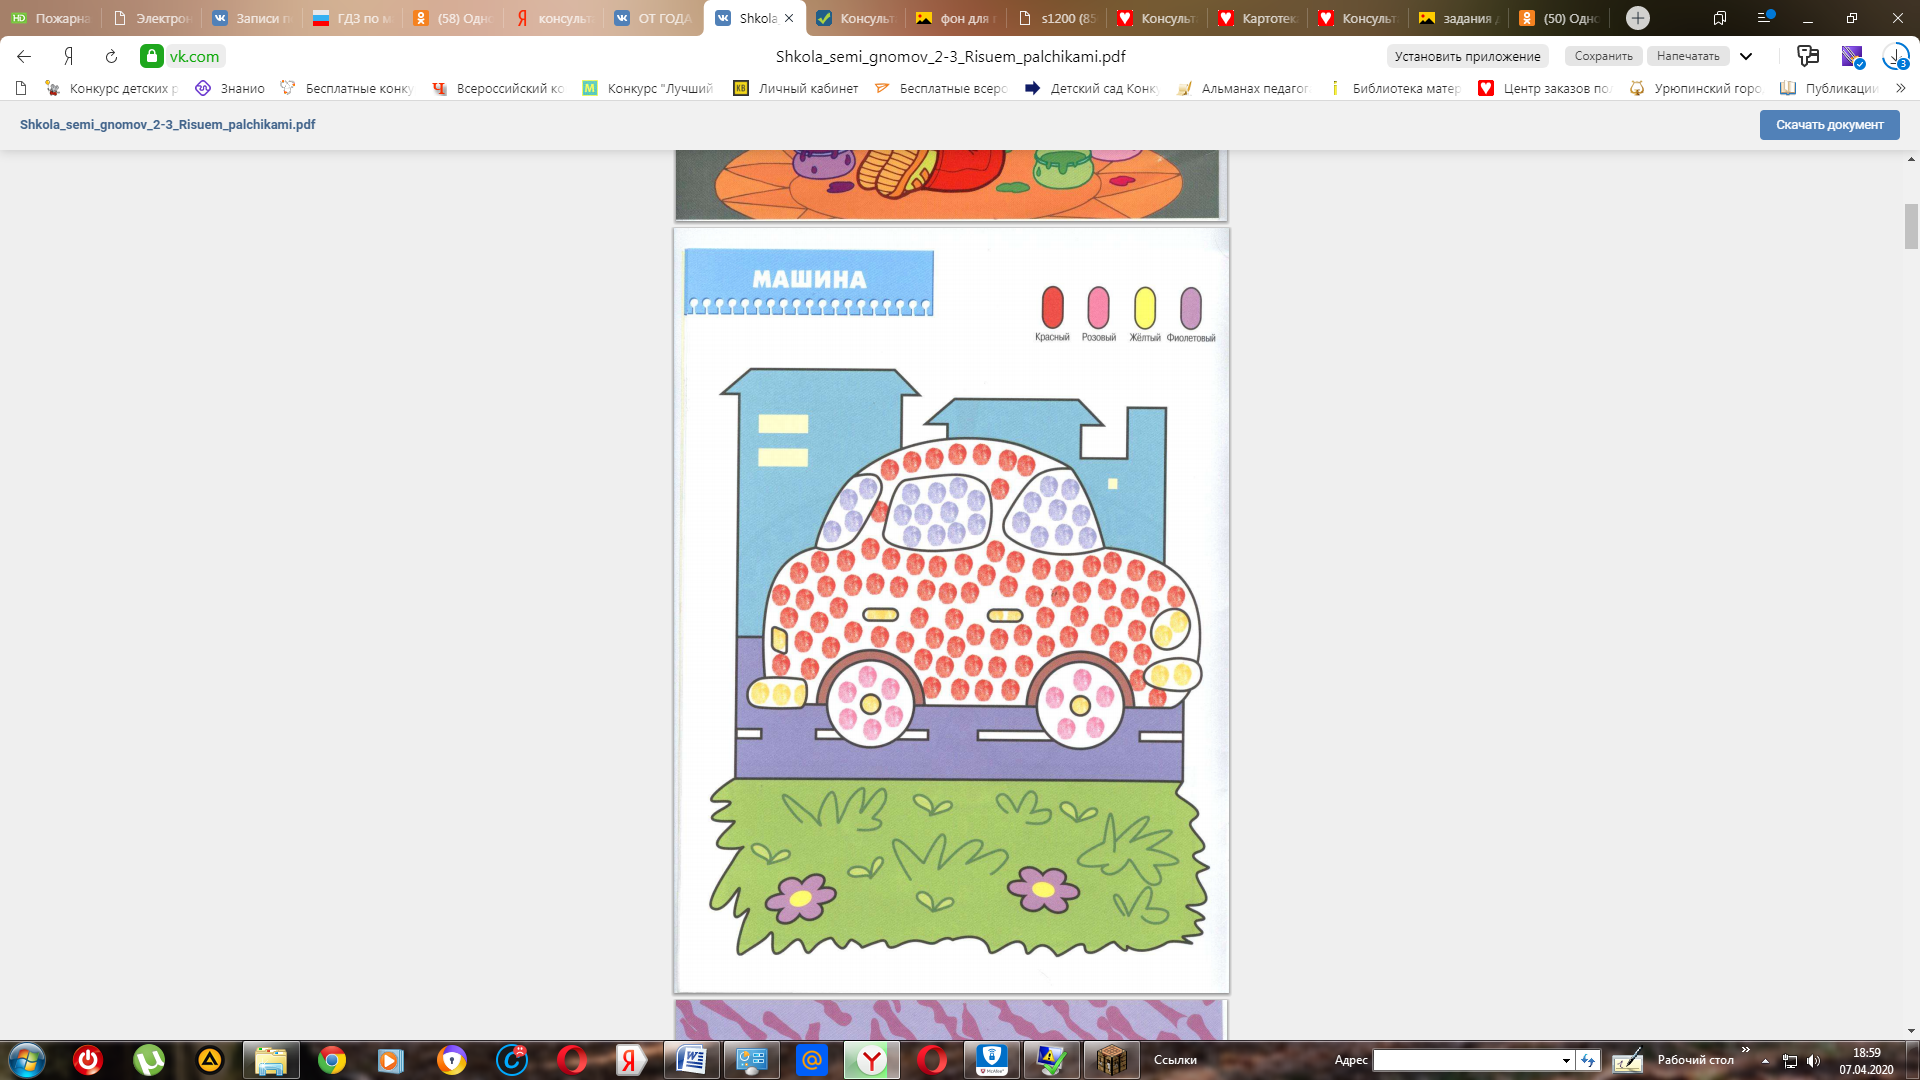 Пожарна
Электрон
Записи п
ГДЗ по м
(58) Одно
консульт
ОТ ГОДА
Shkola_
Консульт
фон для
s1200 (85
Консульт
Картотек
Консульт
задания д
(50) Одно
vk.com
Shkola_semi_gnomov_2-3_Risuem_palchikami.pdf
Установить приложение
Сохранить
Напечатать
3
Конкурс детских р
Знанио
Бесплатные конку
Всероссийский ко
Конкурс "Лучший
Личный кабинет
Бесплатные всеро
Детский сад Конку
Альманах педагог
Библиотека матер
Центр заказов по
Урюпинский горо
Публикации
Shkola_semi_gnomov_2-3_Risuem_palchikami.pdf
Скачать документ
МАШИНА
Красный Розовый Жёлтый Фиолетовый
Ссылки
Адрес
Рабочий стол
18:59
07.04.2020